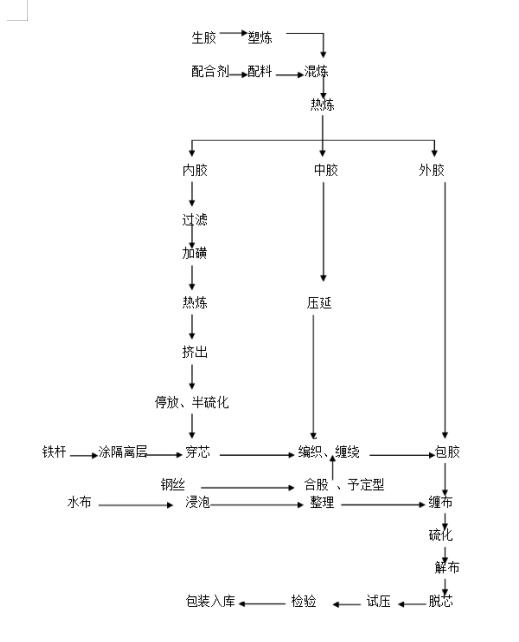 生胶 塑炼
配合剂 配料 混炼
热炼
内胶 中胶 外胶
过滤
加磺
热炼 压延
挤出
停放、半硫化
铁杆 涂隔离层 穿芯 编织、缠绕 包胶
钢丝 合股、予定型
水布 浸泡 整理 缠布
硫化
解布
包装入库 检验 试压 脱芯